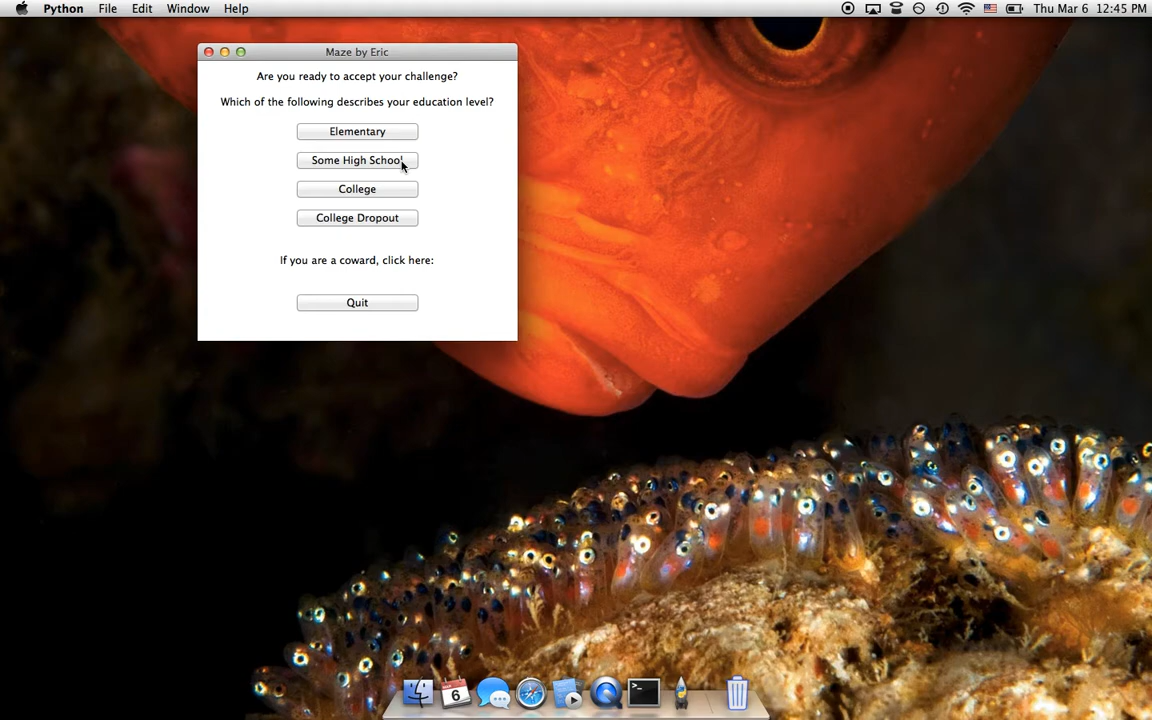 Python File Edit Window Help Thu Mar 6 12:45 PM
Maze by Eric
Are you ready to accept your challenge?
Which of the following describes your education level?
Elementary
Some High School
College
College Dropout
If you are a coward, click here:
Quit
6
>_